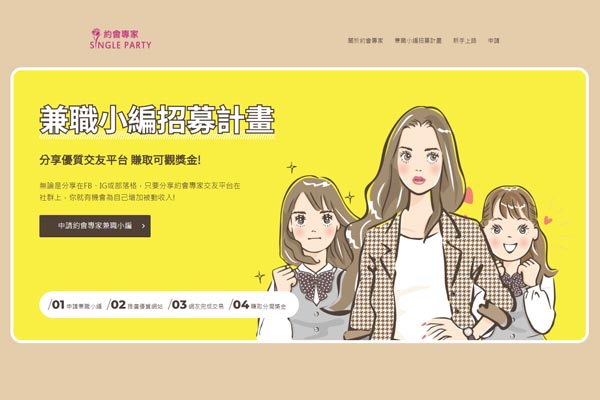 約會專家
SINGLE PARTY
關於約會專家
兼職小編招募計畫
新手上路
申請
兼職小編招募計畫
分享優質交友平台 賺取可觀獎金!
無論是分享在FB、IG或部落格，只要分享約會專家交友平台在
社群上，你就有機會為自己增加被動收入!
申請約會專家兼職小編
01 申請兼職小編
02 推廣優質網站
03 網友完成交易
04 賺取分潤獎金